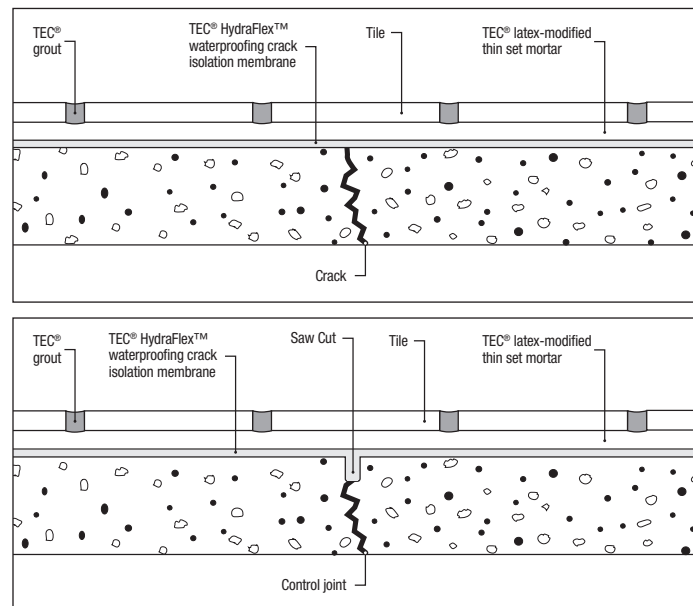 TEC® grout
TEC® HydraFlex™
waterproofing crack
isolation membrane
Tile
TEC® latex-modified
thin set mortar
Crack
TEC®
grout
TEC® HydraFlex™
waterproofing crack
isolation membrane
Saw Cut
Tile
TEC® latex-modified
thin set mortar
Control joint